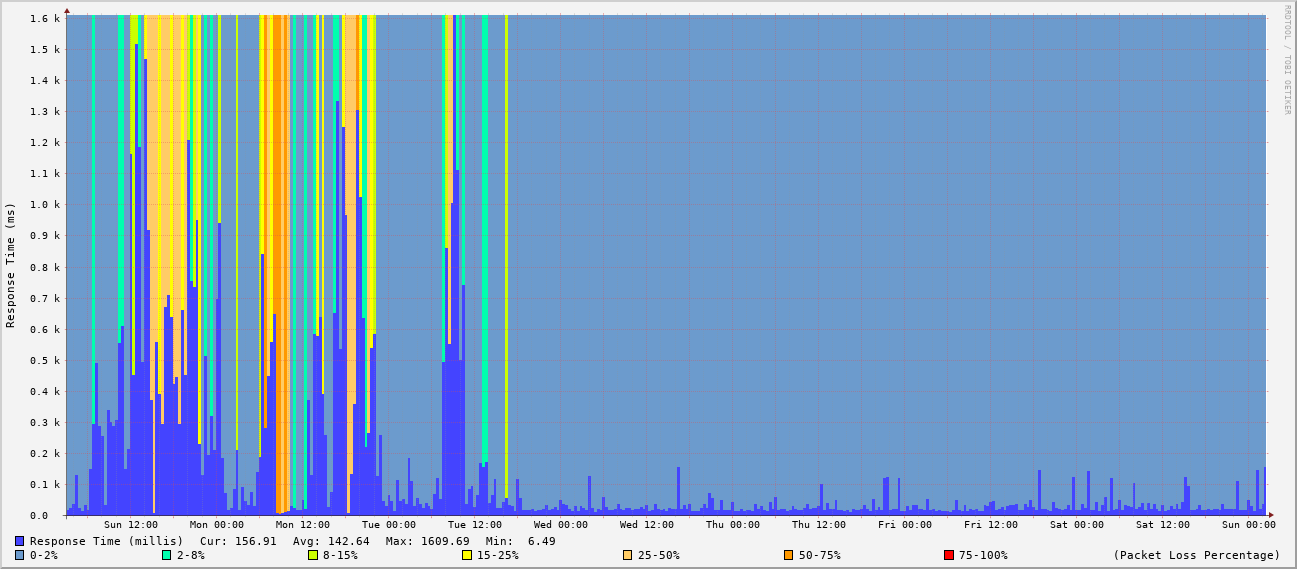 1.6 k
1.5 k
1.4 k
1.3 k
1.2 k
1.1 k
1.0 k
0.9 k
0.8 k
0.7 k
0.6 k
0.5 k
0.4 k
0.3 k
0.2 k
0.1 k
0.0
Response Time (ms)
RRDTOOL / TOBI OETIKER
Sun 12:00 Mon 00:00 Mon 12:00 Tue 00:00 Tue 12:00 Wed 00:00 Wed 12:00 Thu 00:00 Thu 12:00 Fri 00:00 Fri 12:00 Sat 00:00 Sat 12:00 Sun 00:00
Response Time (millis) Cur: 156.91 Avg: 142.64 Max: 1609.69 Min: 6.49
0-2% 2-8% 8-15% 15-25% 25-50% 50-75% 75-100% (Packet Loss Percentage)